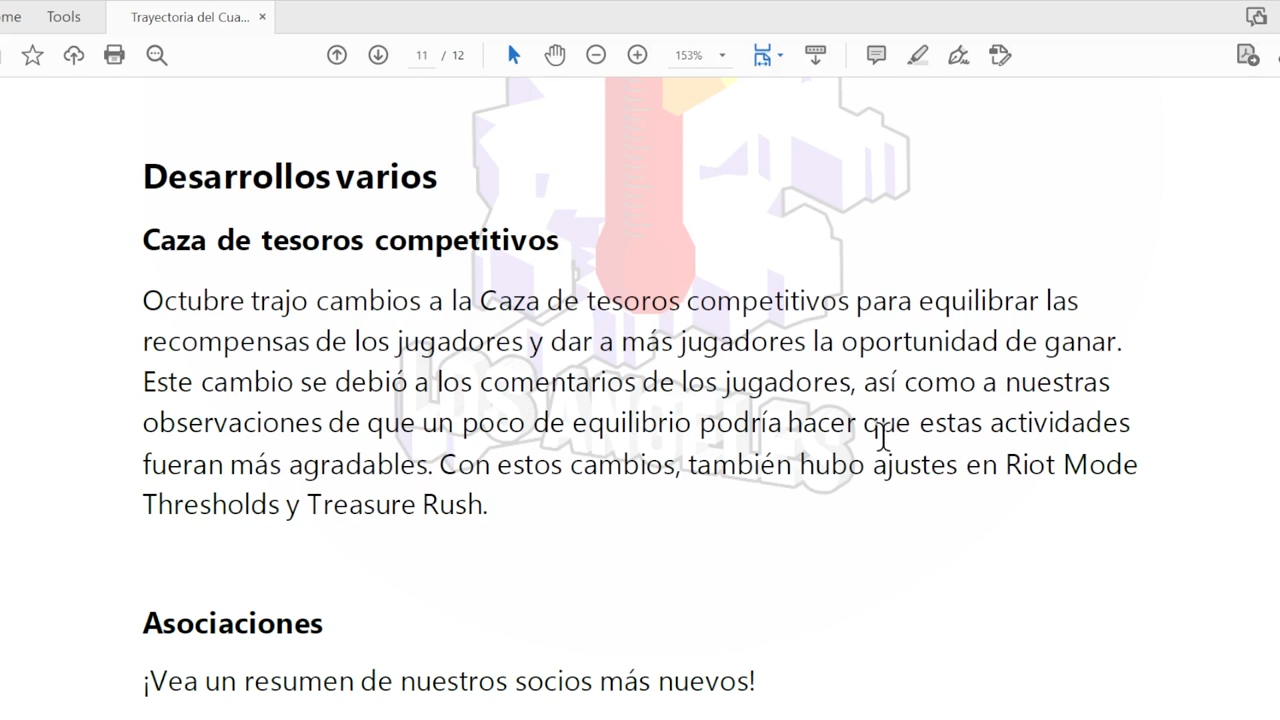 ome Tools Trayectoria del Cua... ×
11 / 12 153%
Desarrollos varios
Caza de tesoros competitivos
Octubre trajo cambios a la Caza de tesoros competitivos para equilibrar las
recompensas de los jugadores y dar a más jugadores la oportunidad de ganar.
Este cambio se debió a los comentarios de los jugadores, así como a nuestras
observaciones de que un poco de equilibrio podría hacer que estas actividades
fueran más agradables. Con estos cambios, también hubo ajustes en Riot Mode
Thresholds y Treasure Rush.
LOS ANGELES
Asociaciones
¡Vea un resumen de nuestros socios más nuevos!